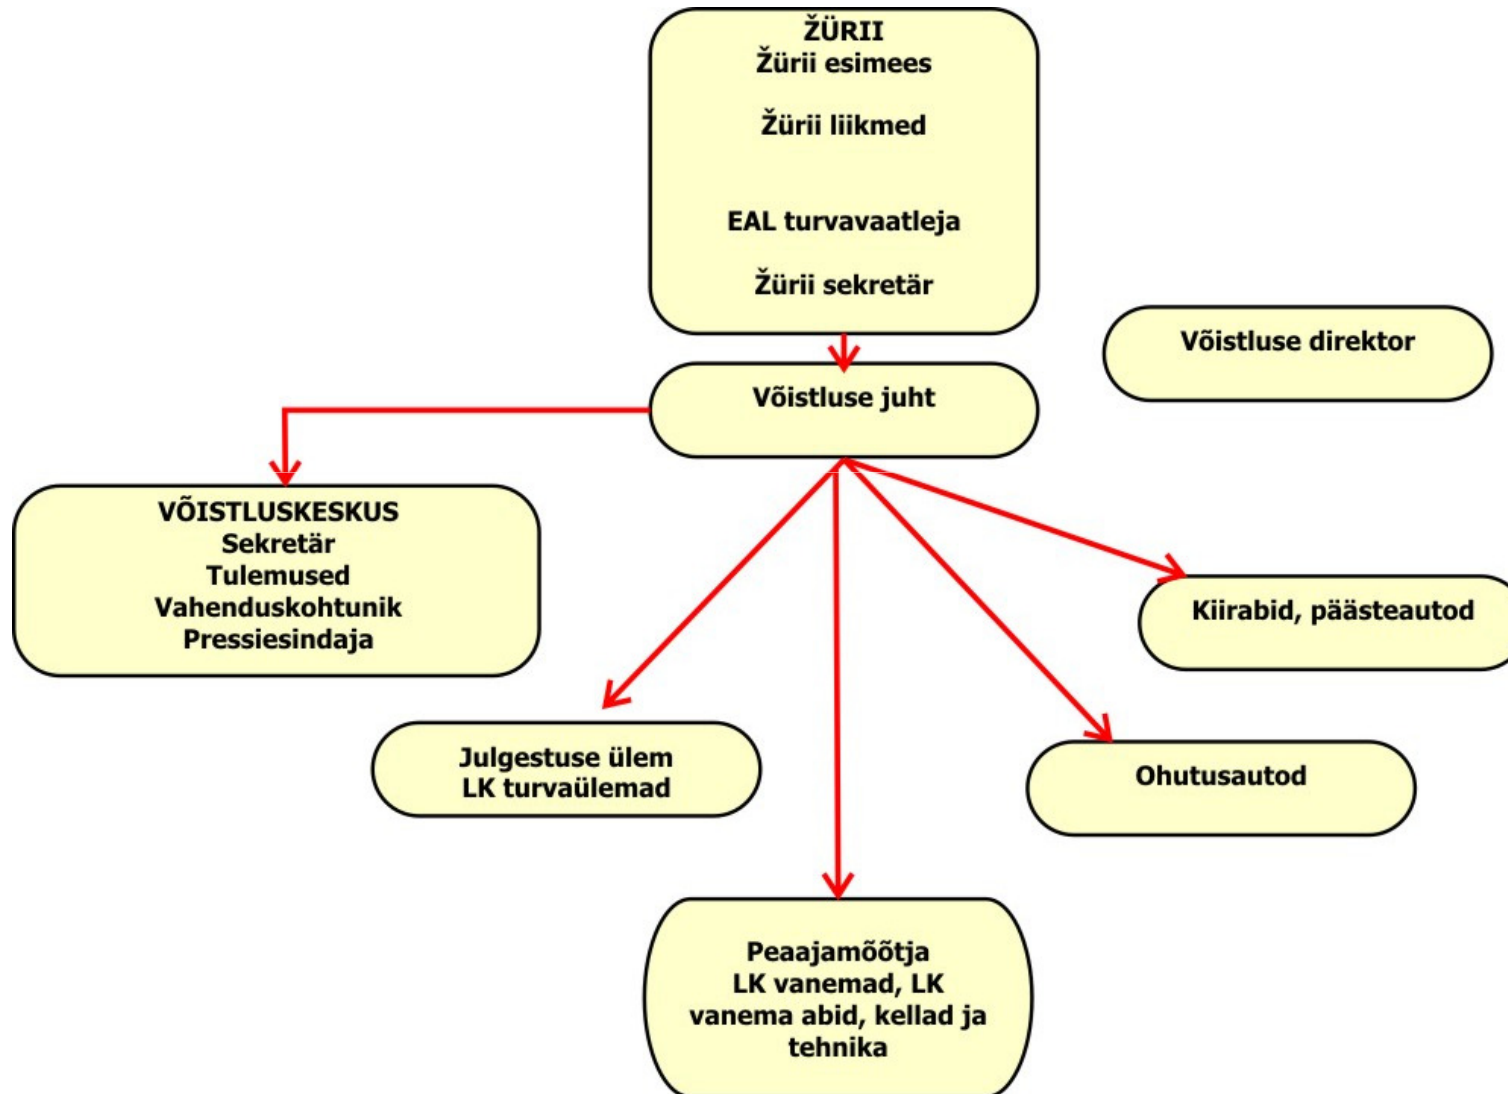 ŽÜRII
Žürii esimees
Žürii liikmed
EAL turvavaatleja
Žürii sekretär
Võistluse direktor
Võistluse juht
VÕISTLUSKESKUS
Sekretär
Tulemused
Vahenduskohtunik
Pressiesindaja
Kiirabid, päästeautod
Julgestuse ülem
LK turvaülemad
Ohutusautod
Peaajamõõtja
LK vanemad, LK
vanema abid, kellad ja
tehnika